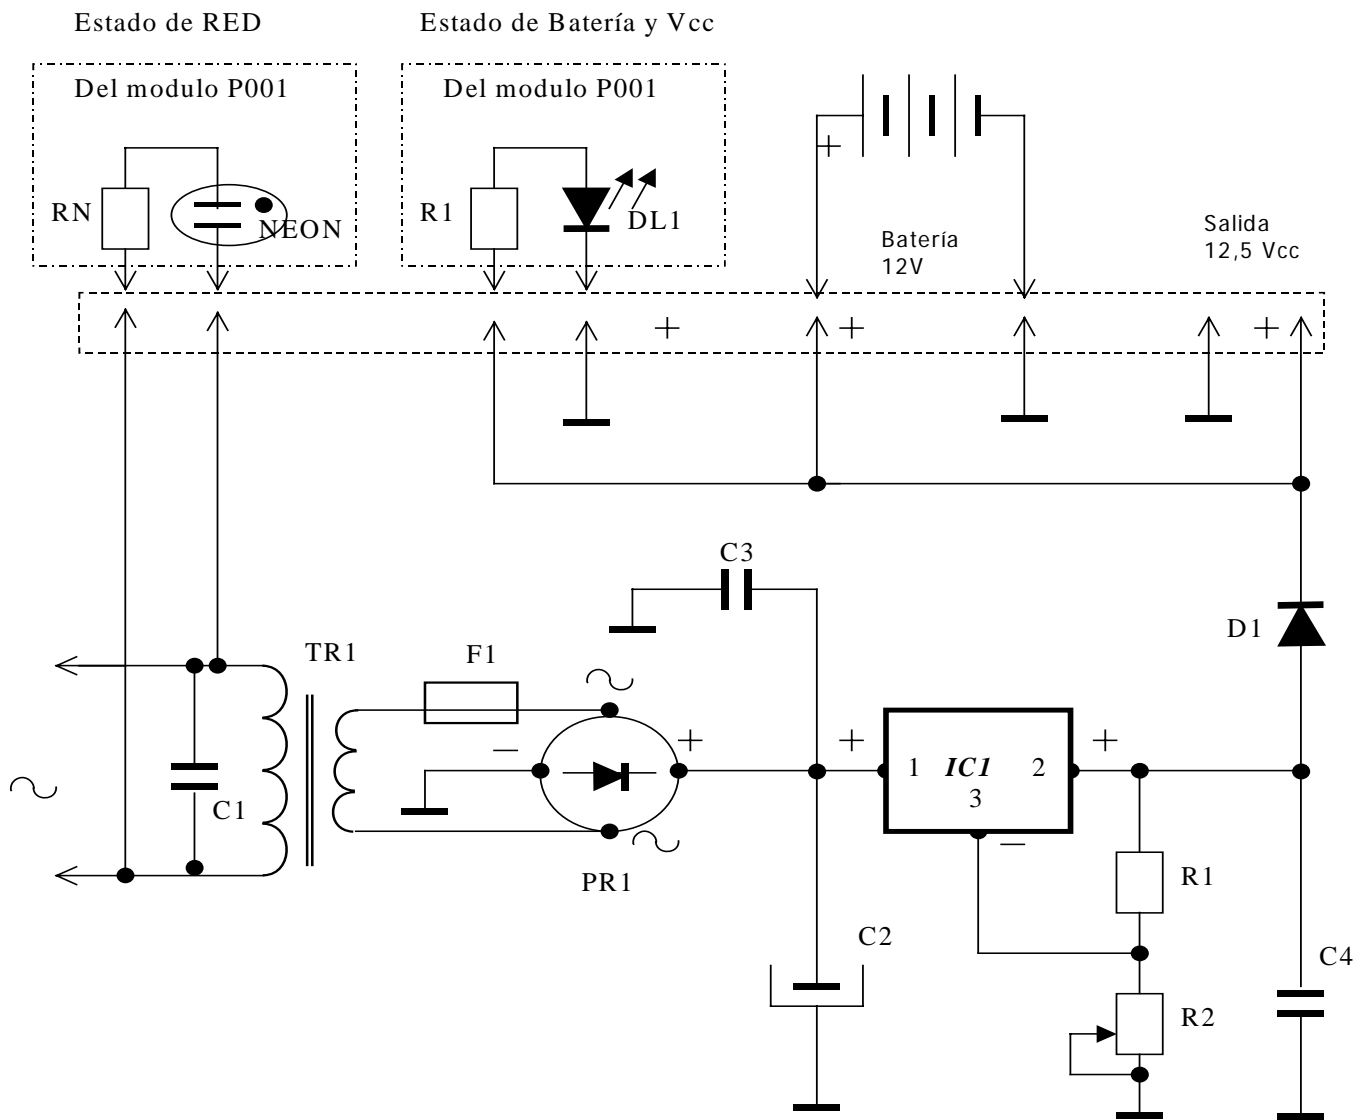 Estado de RED
Estado de Batería y Vcc
Del modulo P001
Del modulo P001
+
RN
NEON
R1
DL1
Batería
12V
Salida
12,5 Vcc
+
+
+
C3
D1
TR1
F1
–
+
+
1
IC1
2
3
+
–
C1
PR1
R1
C2
C4
R2